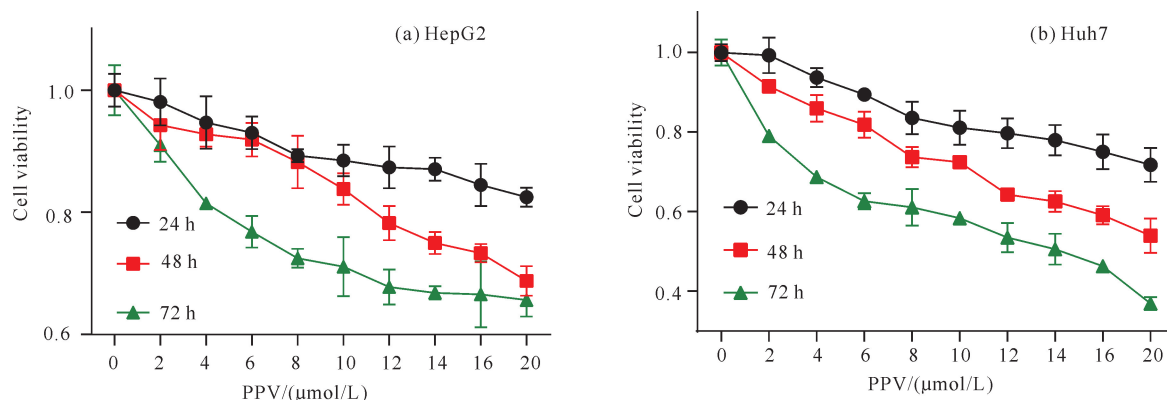 (a) HepG2
Cell viability
1.0
0.8
0.6
24 h
48 h
72 h
0 2 4 6 8 10 12 14 16 20
PPV/(μmol/L)
(b) Huh7
Cell viability
1.0
0.8
0.6
0.4
24 h
48 h
72 h
0 2 4 6 8 10 12 14 16 20
PPV/(μmol/L)